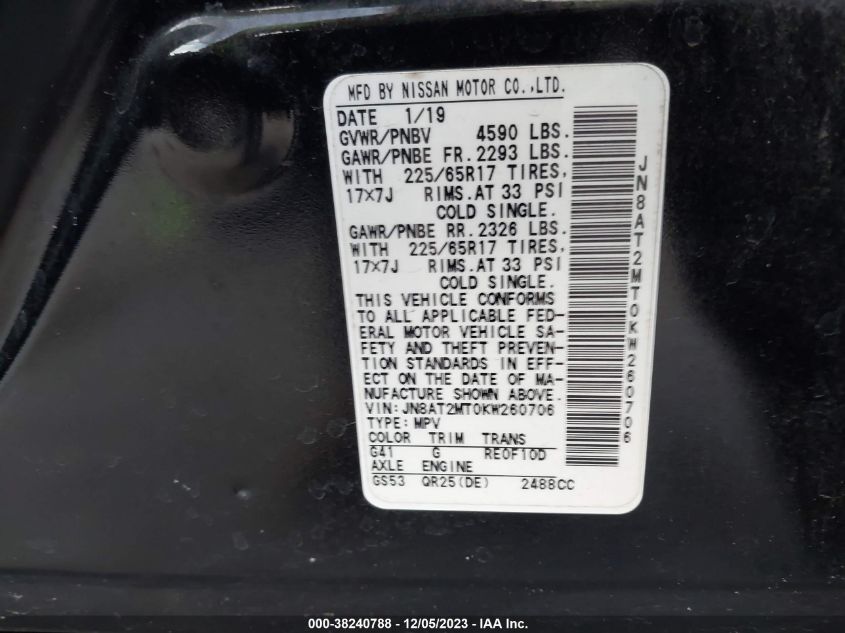 MFD BY NISSAN MOTOR CO.,LTD.
DATE 1/19
GVWR/PNBV 4590 LBS.
GAWR/PNBE FR.2293 LBS.
WITH 225/65R17 TIRES,
17×7J RIMS.AT 33 PSI
COLD SINGLE.
GAWR/PNBE RR.2326 LBS.
WITH 225/65R17 TIRES,
17×7J RIMS.AT 33 PSI
COLD SINGLE.
THIS VEHICLE CONFORMS
TO ALL APPLICABLE FED-
ERAL MOTOR VEHICLE SA-
FETY AND THEFT PREVEN-
TION STANDARDS IN EFF-
ECT ON THE DATE OF MA-
NUFACTURE SHOWN ABOVE.
VIN:JN8AT2MT0KW260706
TYPE:MPV
COLOR TRIM TRANS
G41 G RE0F10D
AXLE ENGINE
GS53 QR25(DE) 2488CC
JN8AT2MT0KW260706
000-38240788 - 12/05/2023 - IAA Inc.